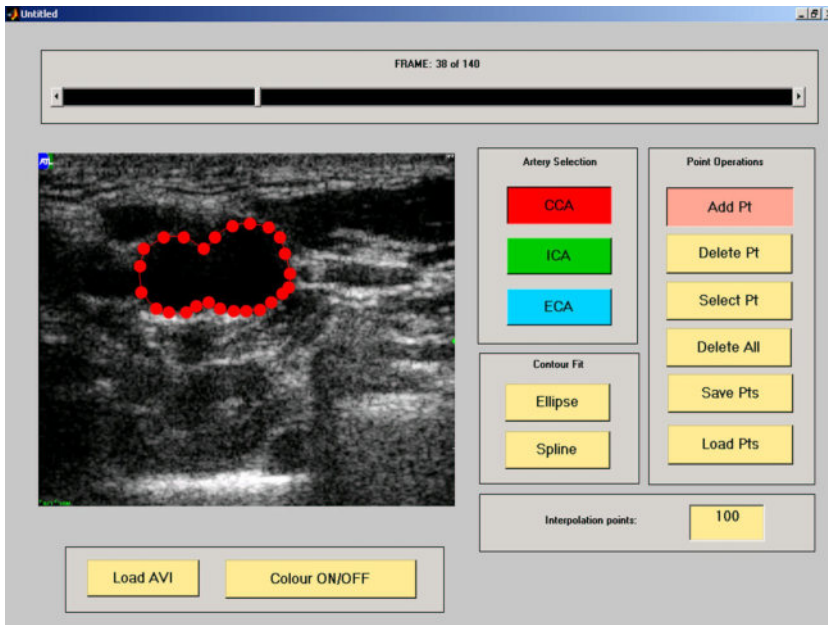 Untitled
FRAME: 38 of 140
ATL
Artery Selection
CCA
ICA
ECA
Contour Fit
Ellipse
Spline
Point Operations
Add Pt
Delete Pt
Select Pt
Delete All
Save Pts
Load Pts
Interpolation points:
100
Load AVI
Colour ON/OFF